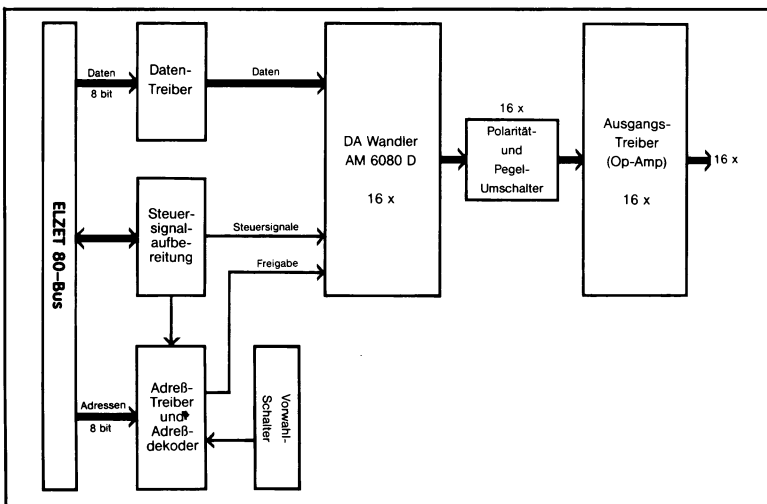 ELZET 80-Bus
Daten
8 bit
Daten-
Treiber
Daten
Steuer-
signal-
aufbe-
reitung
Steuersignale
Freigabe
Adressen
8 bit
Adreß-
Treiber
und
Adreß-
dekoder
Vorwahl-
Schalter
DA Wandler
AM 6080 D
16 x
16 x
Polarität-
und
Pegel-
Umschalter
Ausgangs-
Treiber
(Op-Amp)
16 x
16 x